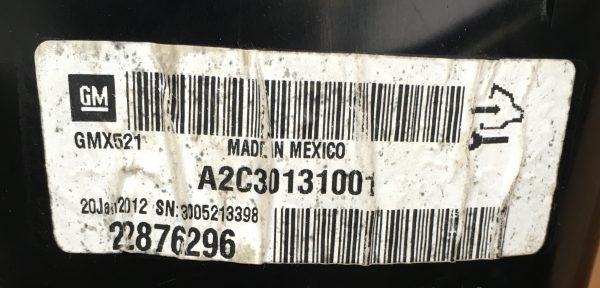 GM
GMX521
MADE IN MEXICO
A2C30131001
20Jan2012 SN:3005213398
22876296